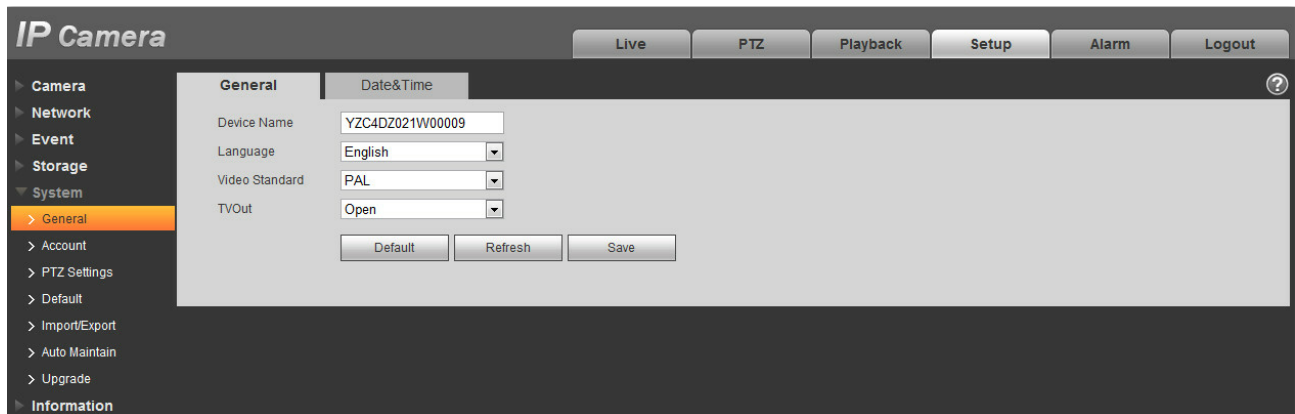 IP Camera
Live PTZ Playback Setup Alarm Logout
Camera
Network
Event
Storage
System
General
Account
PTZ Settings
Default
Import/Export
Auto Maintain
Upgrade
Information
General Date&Time
?
Device Name YZC4DZ021W00009
Language English
Video Standard PAL
TVOut Open
Default Refresh Save